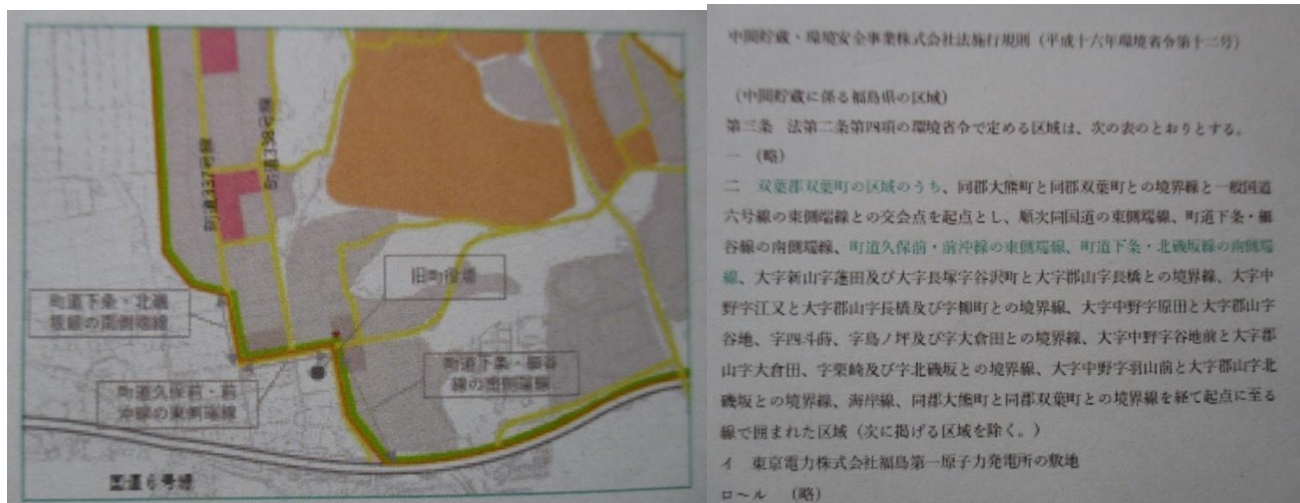 町道337号線
町道338号線
旧町役場
町道下条・北磯
坂線の南側端線
町道下条・細谷
線の南側端線
町道久保前・前
沖線の東側端線
国道6号線
中間貯蔵・環境安全事業株式会社法施行規則(平成十六年環境省令第十二号)
(中間貯蔵に係る福島県の区域)
第三条 法第二条第四項の環境省令で定める区域は、次の表のとおりとする。
一 (略)
二 双葉郡双葉町の区域のうち、同郡大熊町と同郡双葉町との境界線と一般国道
六号線の東側端線との交会点を起点とし、順次同国道の東側端線、町道下条・細
谷線の南側端線、町道久保前・前沖線の東側端線、町道下条・北磯坂線の南側端
線、大字新山字蓬田及び大字長塚字谷沢町と大字郡山字長橋との境界線、大字中
野字江又と大字郡山字長橋及び字柳町との境界線、大字中野字原田と大字郡山字
谷地、字四斗蒔、字島ノ坪及び字大倉田との境界線、大字中野字谷地前と大字郡
山字大倉田、字栗崎及び字北磯坂との境界線、大字中野字羽山前と大字郡山字北
磯坂との境界線、海岸線、同郡大熊町と同郡双葉町との境界線を経て起点に至る
線で囲まれた区域(次に掲げる区域を除く。)
イ 東京電力株式会社福島第一原子力発電所の敷地
ロ~ル (略)